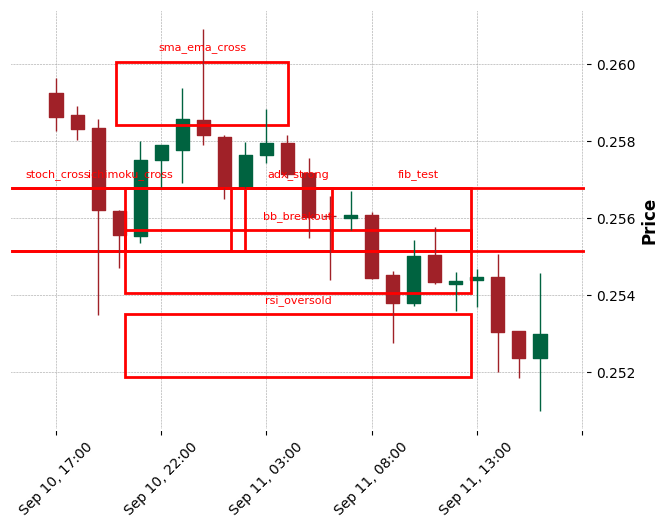 sma_ema_cross
0.260
0.258
stoch_cross ichimoku_cross adx_strong fib_test
0.256
bb_breakout
0.254
rsi_oversold
0.252
Price
Sep 10, 17:00
Sep 10, 22:00
Sep 11, 03:00
Sep 11, 08:00
Sep 11, 13:00